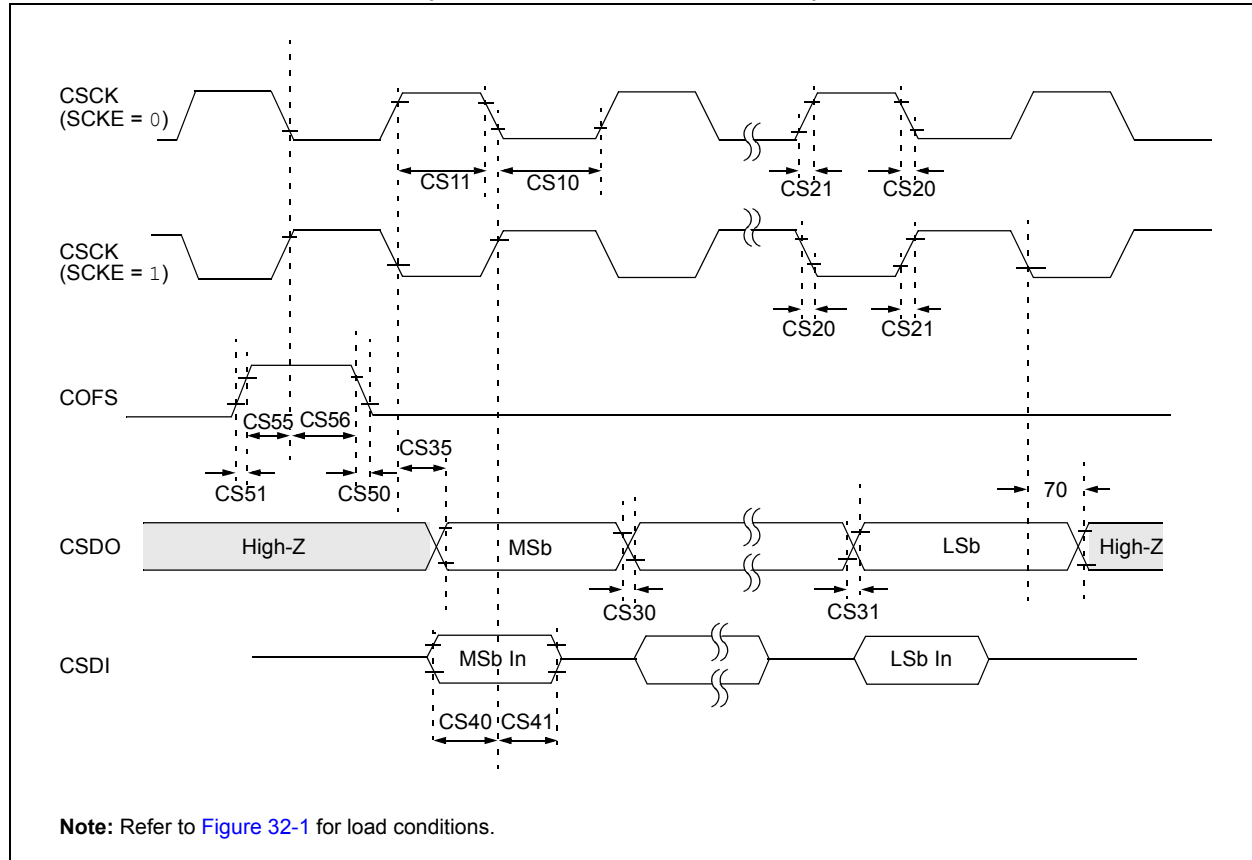 CSCK
(SCKE = 0)
CS11
CS10
CS21
CS20
CSCK
(SCKE = 1)
CS20
CS21
COFS
CS55
CS56
CS35
CS51
CS50
70
CSDO
High-Z
MSb
LSb
High-Z
CS30
CS31
CSDI
MSb In
LSb In
CS40
CS41
Note: Refer to Figure 32-1 for load conditions.